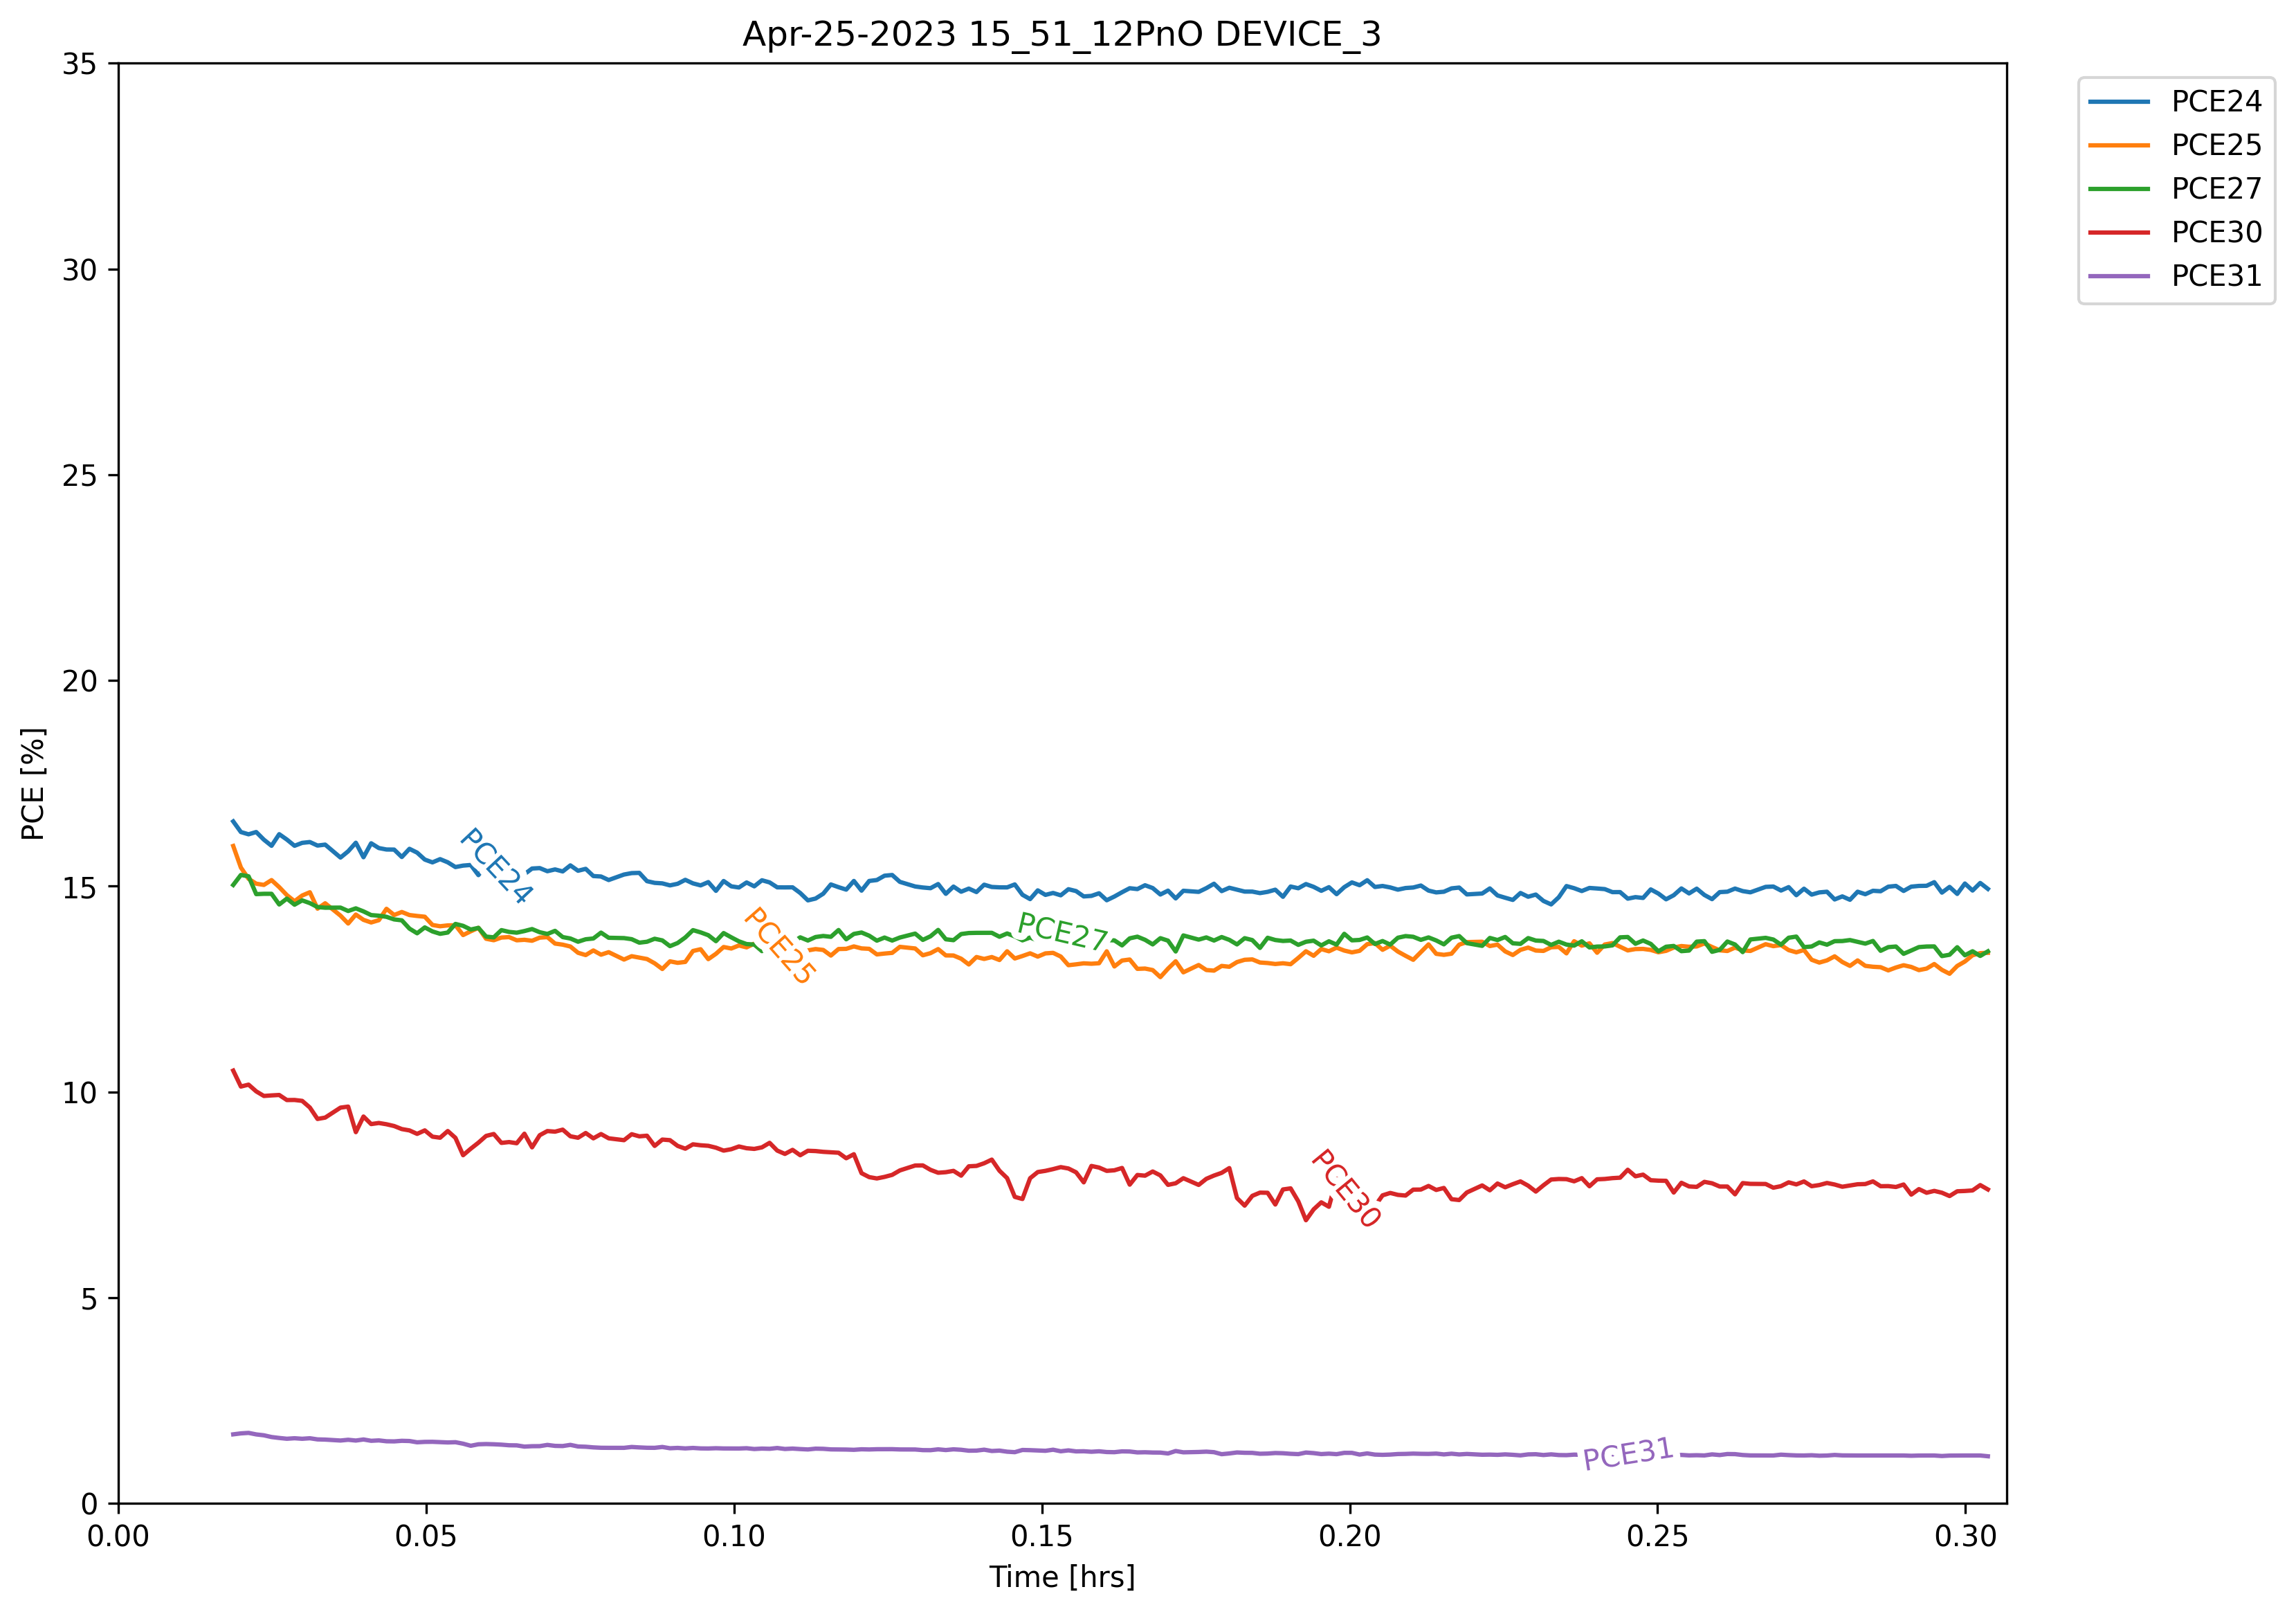 Apr-25-2023 15_51_12PnO DEVICE_3
35
30
25
20
15
10
5
0
PCE [%]
PCE24
PCE25
PCE27
PCE30
PCE31
PCE24
PCE25
PCE27
PCE30
PCE31
0.00 0.05 0.10 0.15 0.20 0.25 0.30
Time [hrs]